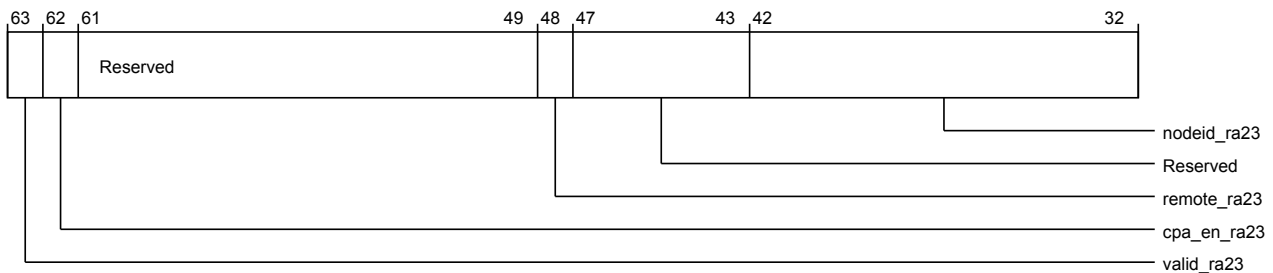 63 62 61 49 48 47 43 42 32
Reserved
nodeid_ra23
Reserved
remote_ra23
cpa_en_ra23
valid_ra23